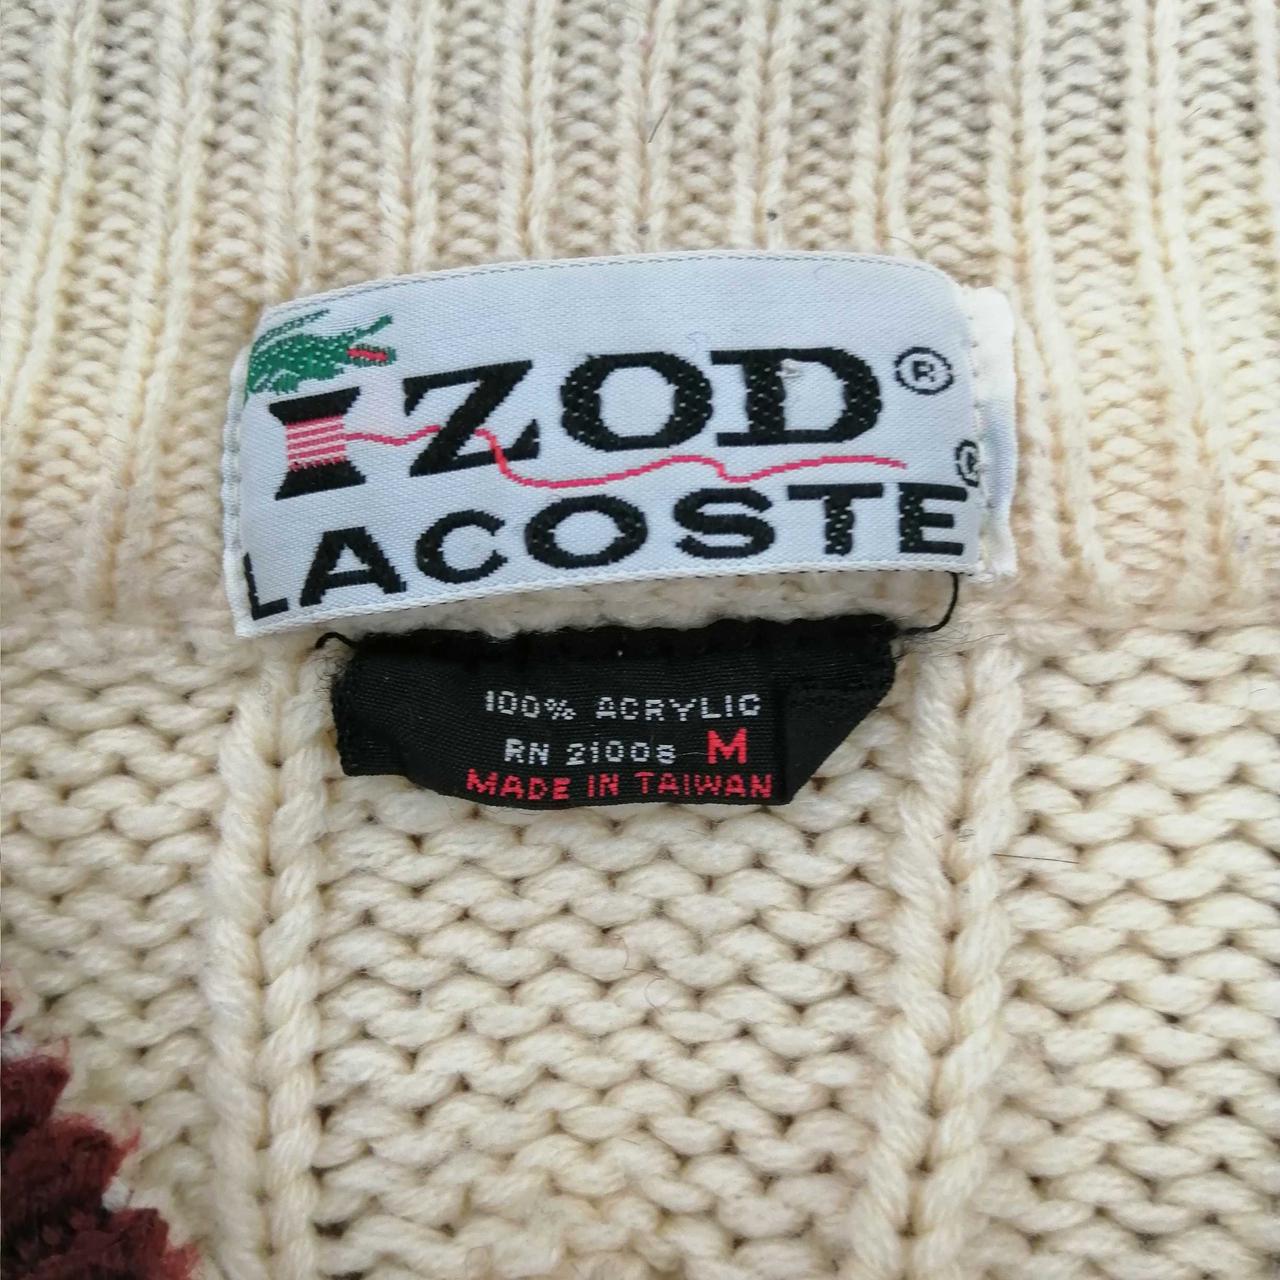 IZOD®
LACOSTE®
100% ACRYLIC
RN 21008 M
MADE IN TAIWAN